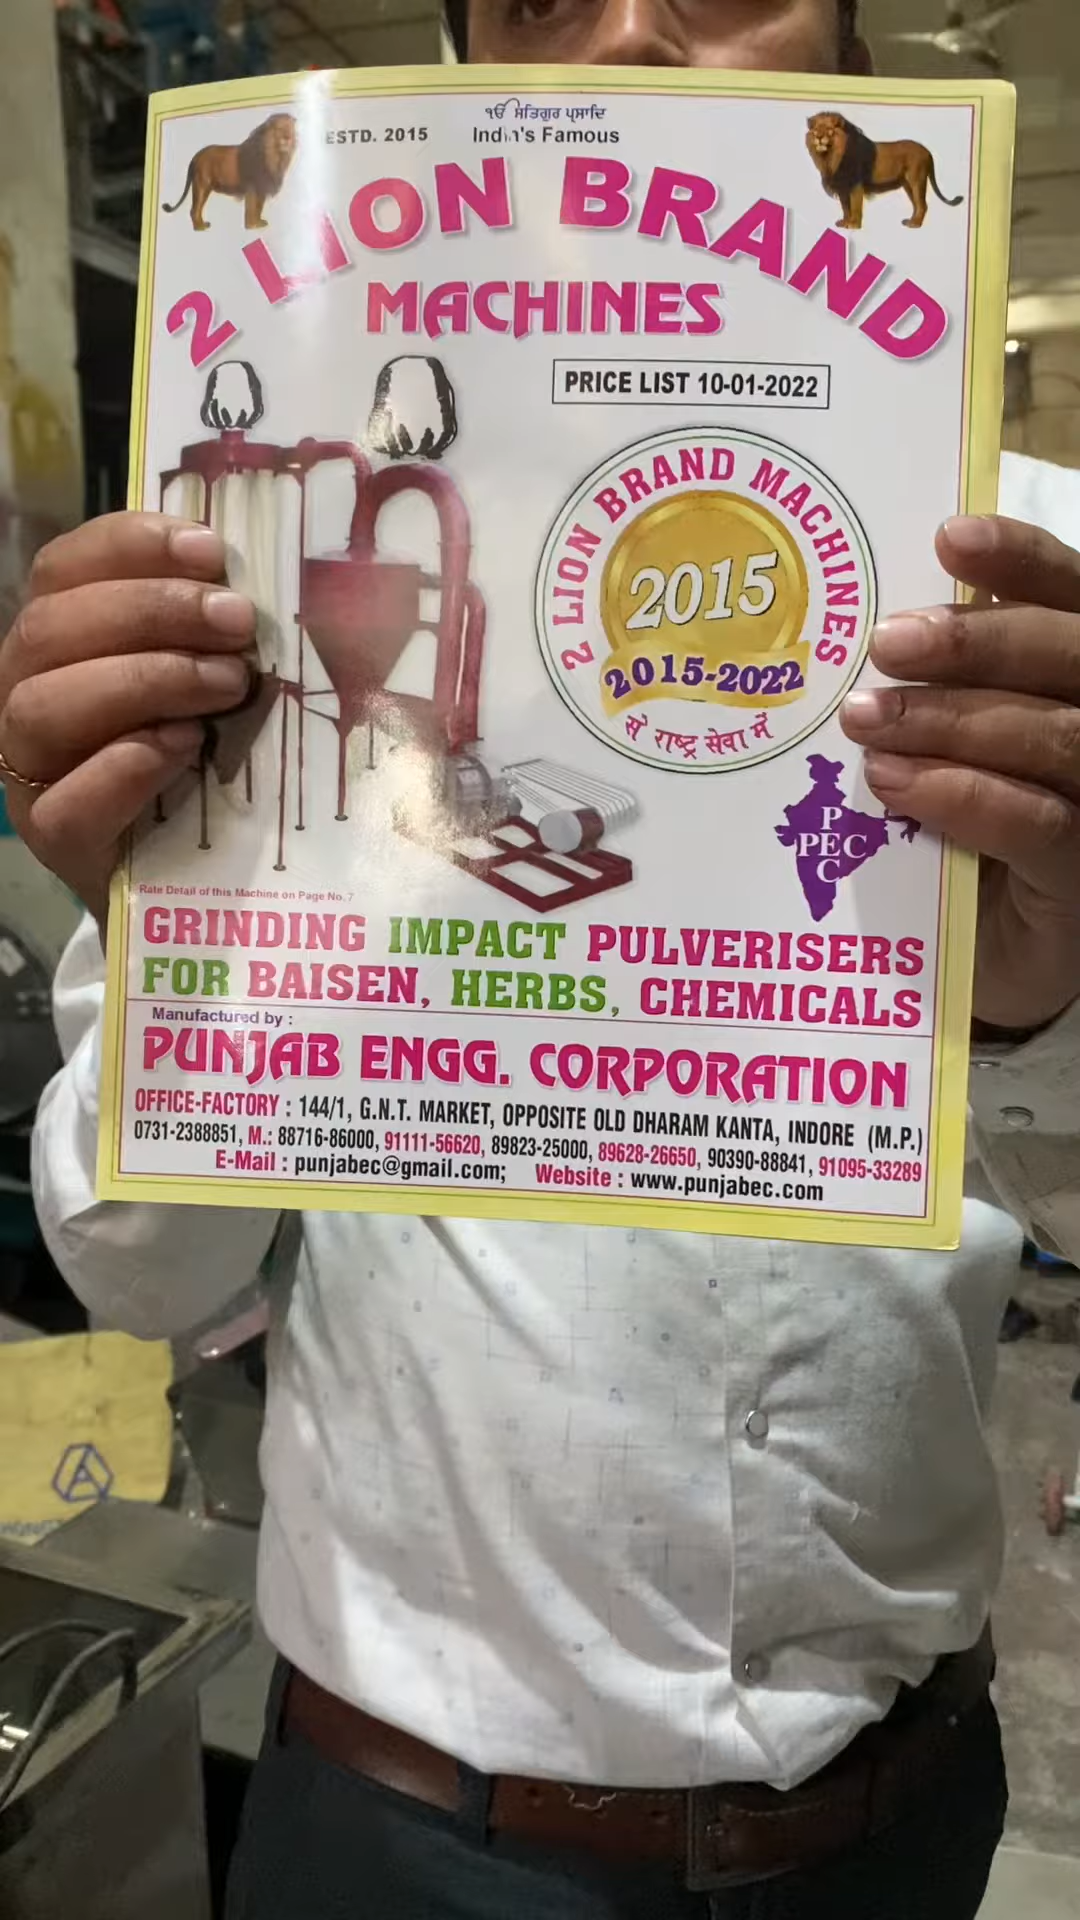 ੴ ਸਤਿਗੁਰ ਪ੍ਰਸਾਦਿ
ESTD. 2015
India's Famous
2 LION BRAND
MACHINES
PRICE LIST 10-01-2022
2 LION BRAND MACHINES
2015
2015-2022
से राष्ट्र सेवा में
P
PEC
C
Rate Detail of this Machine on Page No. 7
GRINDING IMPACT PULVERISERS
FOR BAISEN, HERBS, CHEMICALS
Manufactured by :
PUNJAB ENGG. CORPORATION
OFFICE-FACTORY : 144/1, G.N.T. MARKET, OPPOSITE OLD DHARAM KANTA, INDORE (M.P.)
0731-2388851, M.: 88716-86000, 91111-56620, 89823-25000, 89628-26650, 90390-88841, 91095-33289
E-Mail : punjabec@gmail.com; Website : www.punjabec.com
A